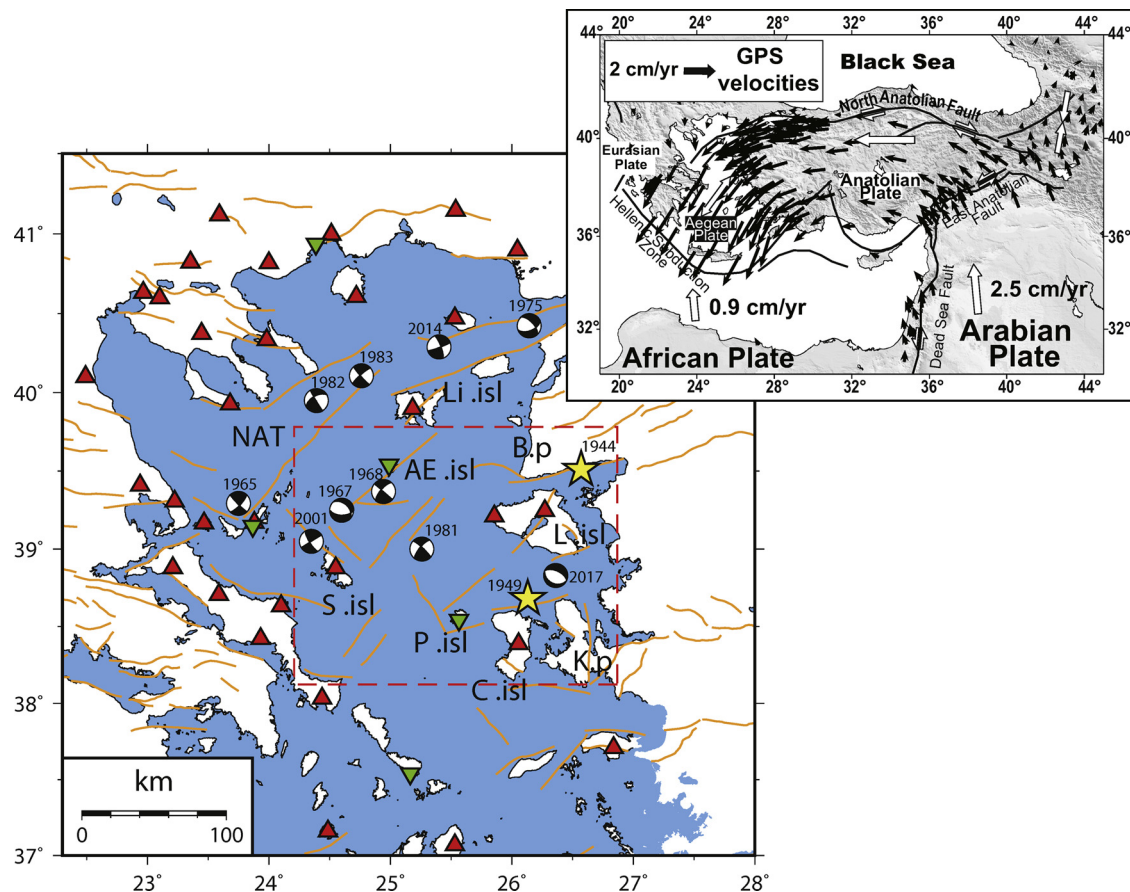 20° 24° 28° 32° 36° 40° 44°
44° 44°
2 cm/yr GPS velocities
Black Sea
North Anatolian Fault
40° 40°
Eurasian
Plate
Anatolian
Plate
East Anatolian
Fault
Aegean
Plate
36° 36°
Hellenic Subduction
Zone
0.9 cm/yr
2.5 cm/yr
Dead Sea Fault
32° 32°
African Plate
Arabian
Plate
20° 24° 28° 32° 36° 40° 44
41°
1975
2014
1983
40°
1982
Li .isl
NAT
B.p
1944
AE .isl
1968
1965
1967
2001
1981
39°
L .isl
1949
2017
S .isl
P .isl
K.p
C .isl
38°
km
0 100
37°
23° 24° 25° 26° 27° 28°